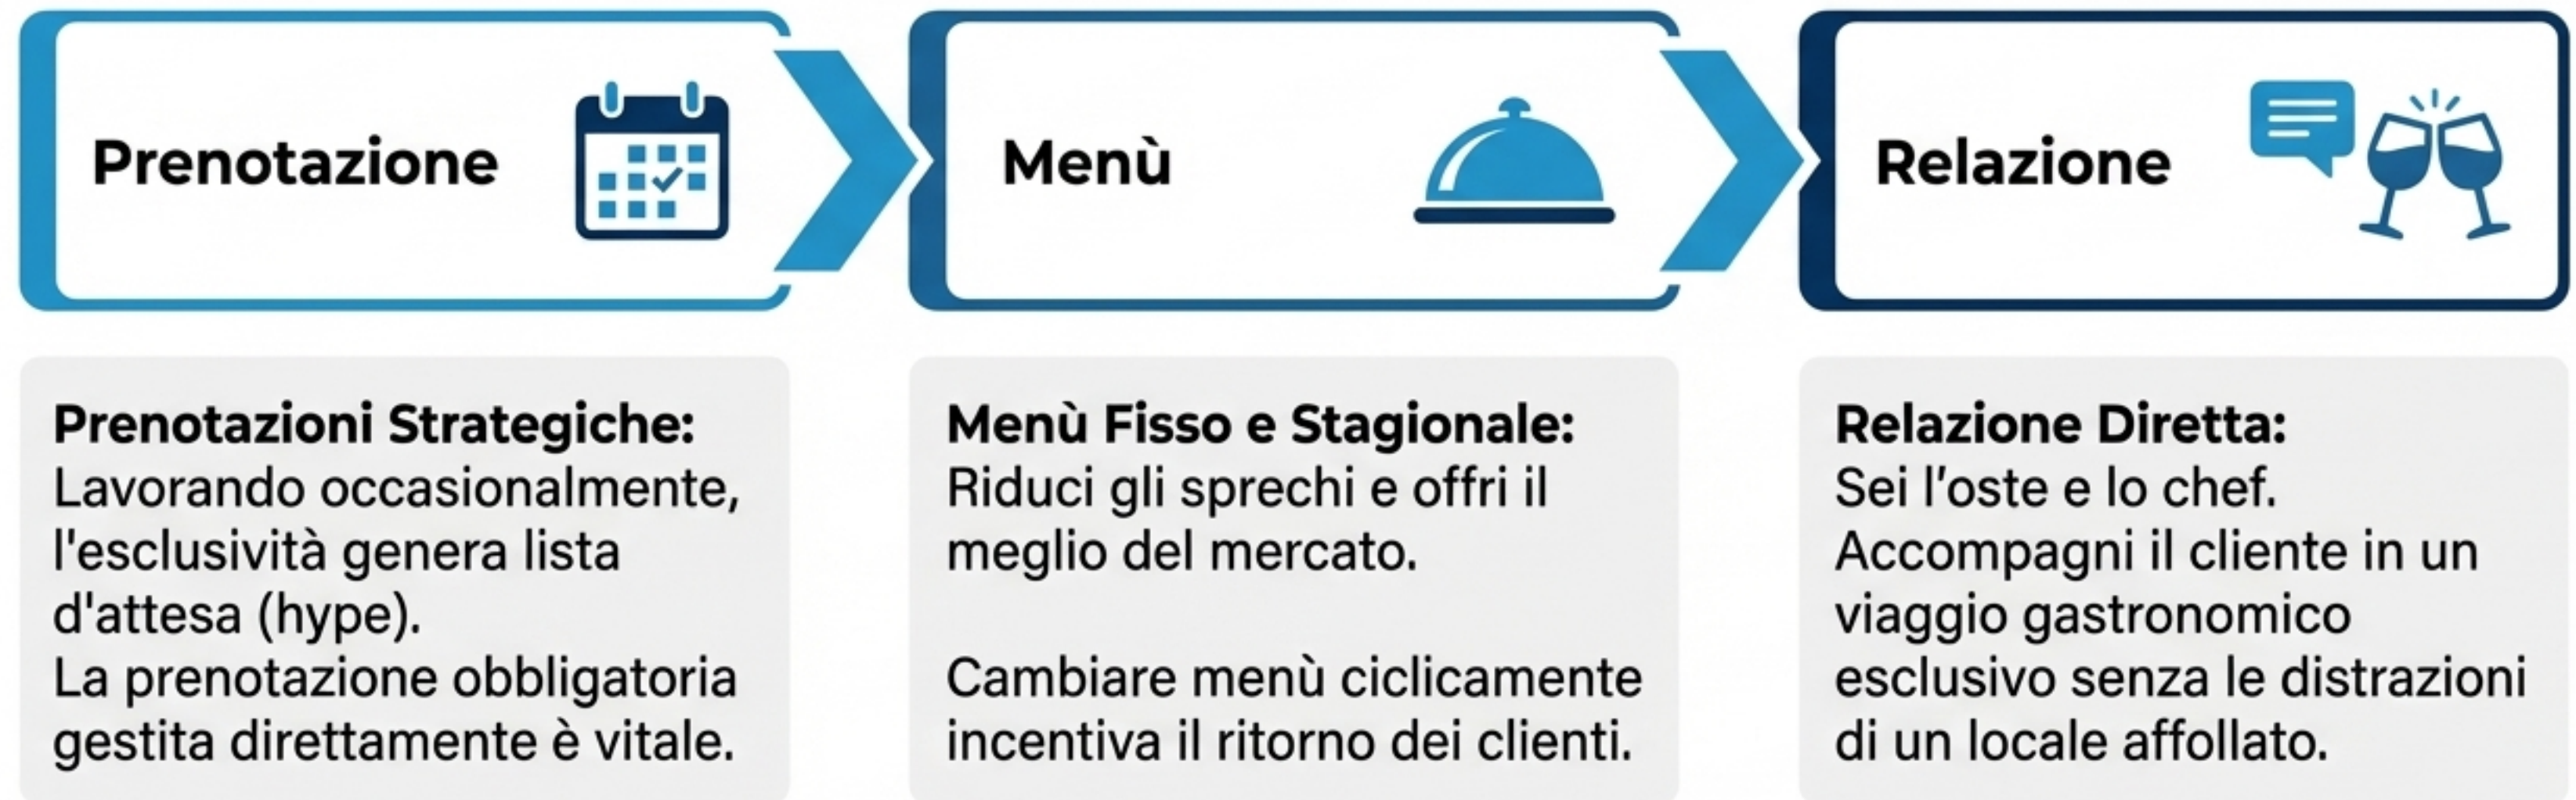 Prenotazione
Menù
Relazione
Prenotazioni Strategiche:
Lavorando occasionalmente,
l'esclusività genera lista
d'attesa (hype).
La prenotazione obbligatoria
gestita direttamente è vitale.
Menù Fisso e Stagionale:
Riduci gli sprechi e offri il
meglio del mercato.
Cambiare menù ciclicamente
incentiva il ritorno dei clienti.
Relazione Diretta:
Sei l’oste e lo chef.
Accompagni il cliente in un
viaggio gastronomico
esclusivo senza le distrazioni
di un locale affollato.